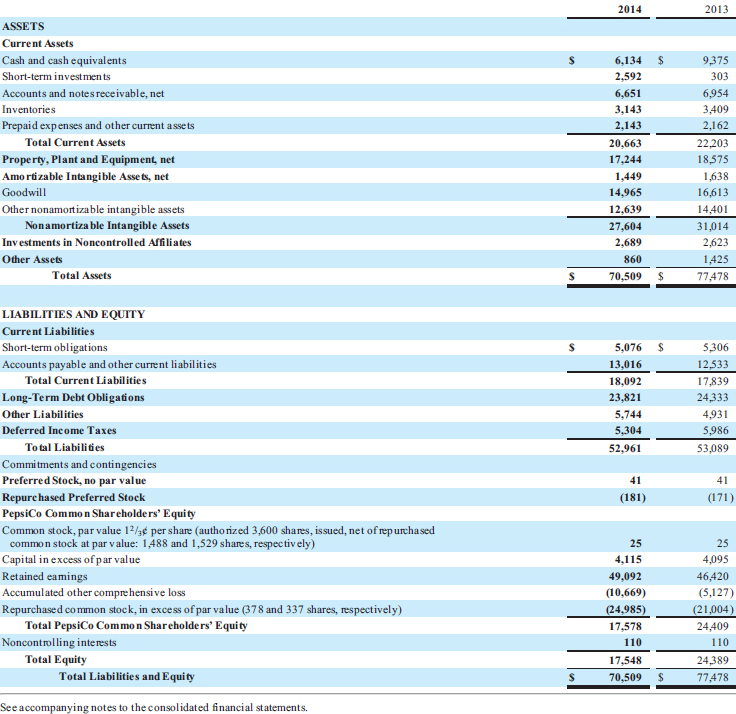 2014 2013
ASSETS
Current Assets
Cash and cash equivalents $ 6,134 $ 9,375
Short-term investments 2,592 303
Accounts and notes receivable, net 6,651 6,954
Inventories 3,143 3,409
Prepaid expenses and other current assets 2,143 2,162
Total Current Assets 20,663 22,203
Property, Plant and Equipment, net 17,244 18,575
Amortizable Intangible Assets, net 1,449 1,638
Goodwill 14,965 16,613
Other nonamortizable intangible assets 12,639 14,401
Nonamortizable Intangible Assets 27,604 31,014
Investments in Noncontrolled Affiliates 2,689 2,623
Other Assets 860 1,425
Total Assets $ 70,509 $ 77,478
LIABILITIES AND EQUITY
Current Liabilities
Short-term obligations $ 5,076 $ 5,306
Accounts payable and other current liabilities 13,016 12,533
Total Current Liabilities 18,092 17,839
Long-Term Debt Obligations 23,821 24,333
Other Liabilities 5,744 4,931
Deferred Income Taxes 5,304 5,986
Total Liabilities 52,961 53,089
Commitments and contingencies
Preferred Stock, no par value 41 41
Repurchased Preferred Stock (181) (171)
PepsiCo Common Shareholders' Equity
Common stock, par value 1²/₃¢ per share (authorized 3,600 shares, issued, net of repurchased
common stock at par value: 1,488 and 1,529 shares, respectively) 25 25
Capital in excess of par value 4,115 4,095
Retained earnings 49,092 46,420
Accumulated other comprehensive loss (10,669) (5,127)
Repurchased common stock, in excess of par value (378 and 337 shares, respectively) (24,985) (21,004)
Total PepsiCo Common Shareholders' Equity 17,578 24,409
Noncontrolling interests 110 110
Total Equity 17,548 24,389
Total Liabilities and Equity $ 70,509 $ 77,478
See accompanying notes to the consolidated financial statements.